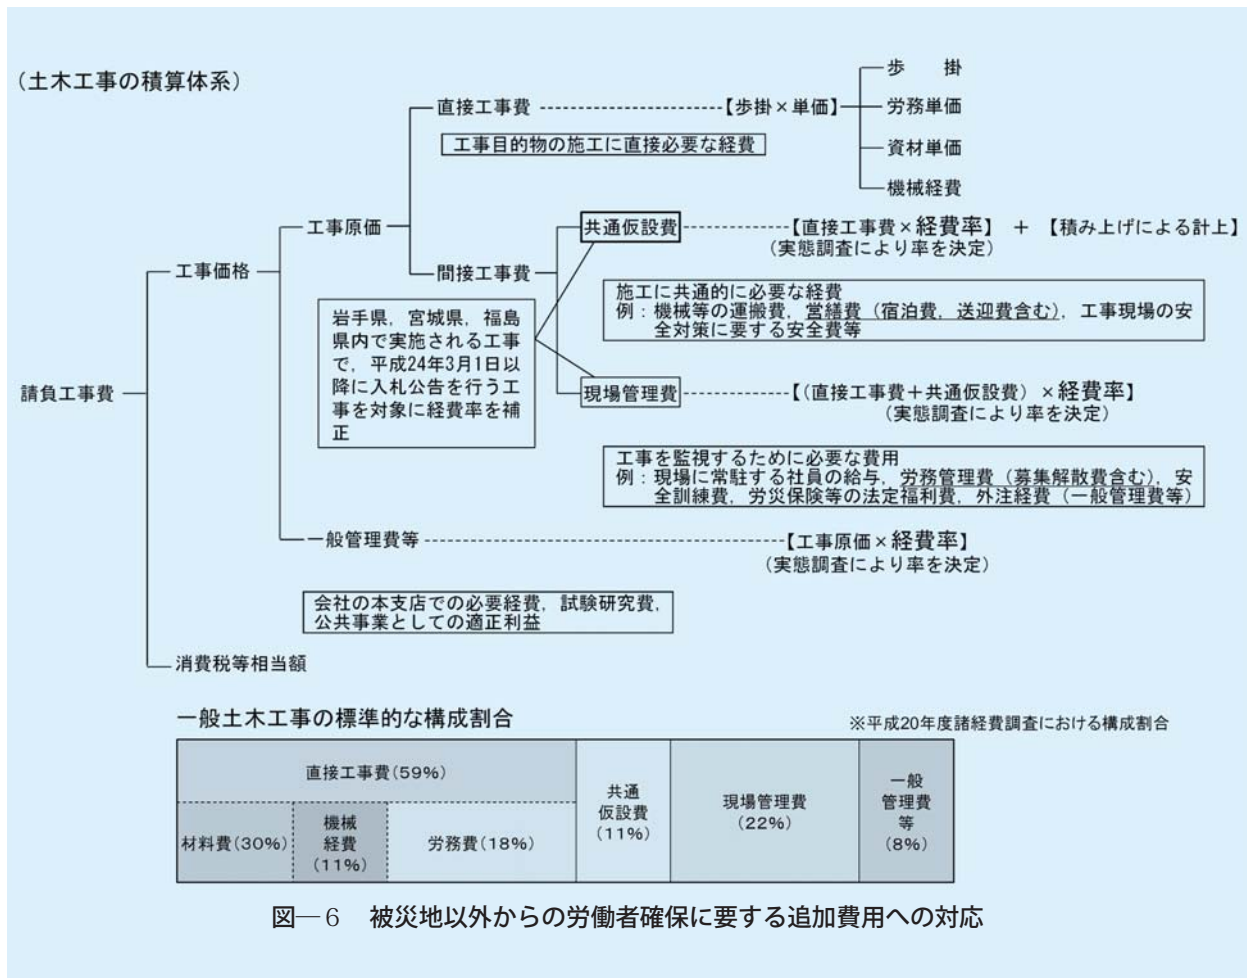 （土木工事の積算体系）
歩　掛
直接工事費
【歩掛×単価】
労務単価
工事目的物の施工に直接必要な経費
資材単価
機械経費
工事原価
共通仮設費
【直接工事費×経費率】 ＋ 【積み上げによる計上】
（実態調査により率を決定）
工事価格
間接工事費
施工に共通的に必要な経費
例：機械等の運搬費，営繕費（宿泊費，送迎費含む），工事現場の安
全対策に要する安全費等
岩手県，宮城県，福島
県内で実施される工事
で，平成24年3月1日以
降に入札公告を行う工
事を対象に経費率を補
正
請負工事費
現場管理費
【(直接工事費＋共通仮設費）×経費率】
（実態調査により率を決定）
工事を監視するために必要な費用
例：現場に常駐する社員の給与，労務管理費（募集解散費含む），安
全訓練費，労災保険等の法定福利費，外注経費（一般管理費等）
一般管理費等
【工事原価×経費率】
（実態調査により率を決定）
会社の本支店での必要経費，試験研究費，
公共事業としての適正利益
消費税等相当額
一般土木工事の標準的な構成割合
※平成20年度諸経費調査における構成割合
直接工事費(59%)
材料費(30%)
機械
経費
(11%)
労務費(18%)
共通
仮設費
(11%)
現場管理費
(22%)
一般
管理費
等
(8%)
図―6　被災地以外からの労働者確保に要する追加費用への対応